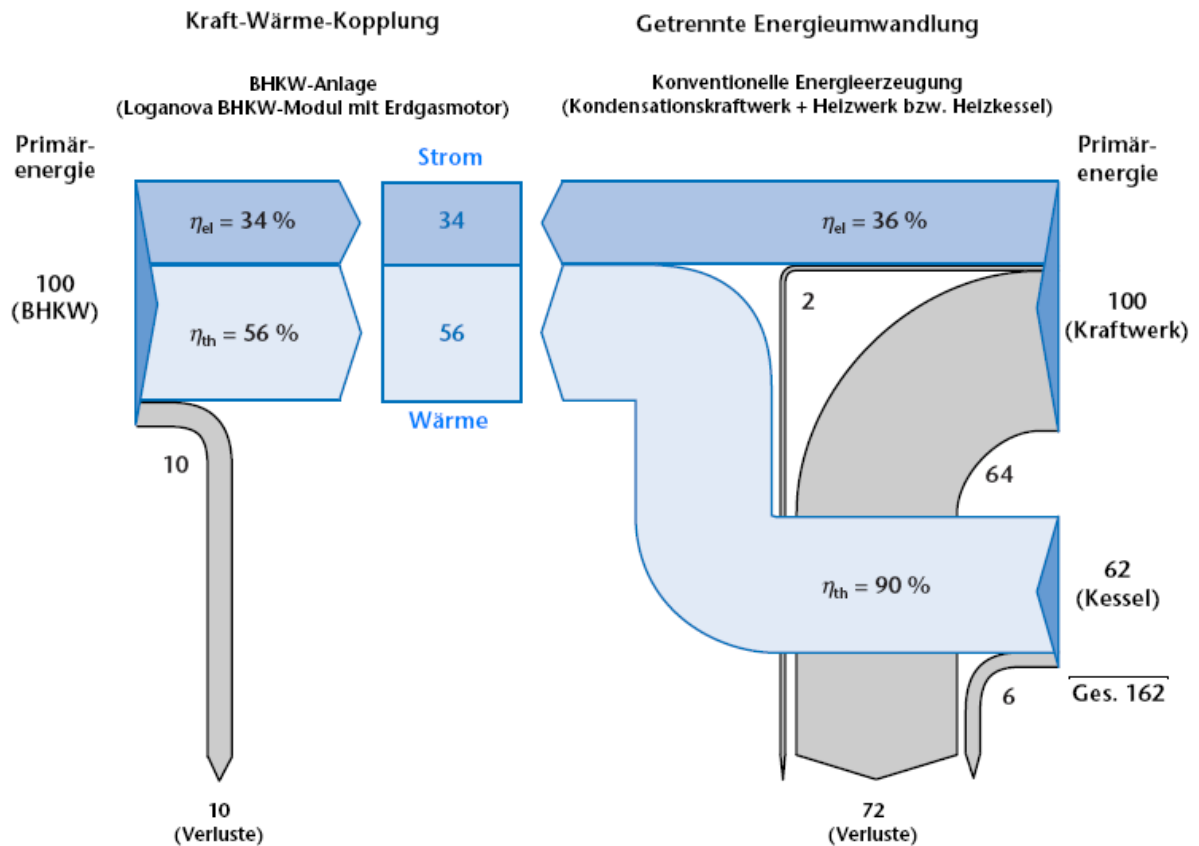 Kraft-Wärme-Kopplung
Getrennte Energieumwandlung
BHKW-Anlage
(Loganova BHKW-Modul mit Erdgasmotor)
Konventionelle Energieerzeugung
(Kondensationskraftwerk + Heizwerk bzw. Heizkessel)
Primär-
energie
Strom
Primär-
energie
ηel = 34 %
34
ηel = 36 %
100
(BHKW)
2
100
(Kraftwerk)
ηth = 56 %
56
Wärme
10
64
ηth = 90 %
62
(Kessel)
6
Ges. 162
10
(Verluste)
72
(Verluste)